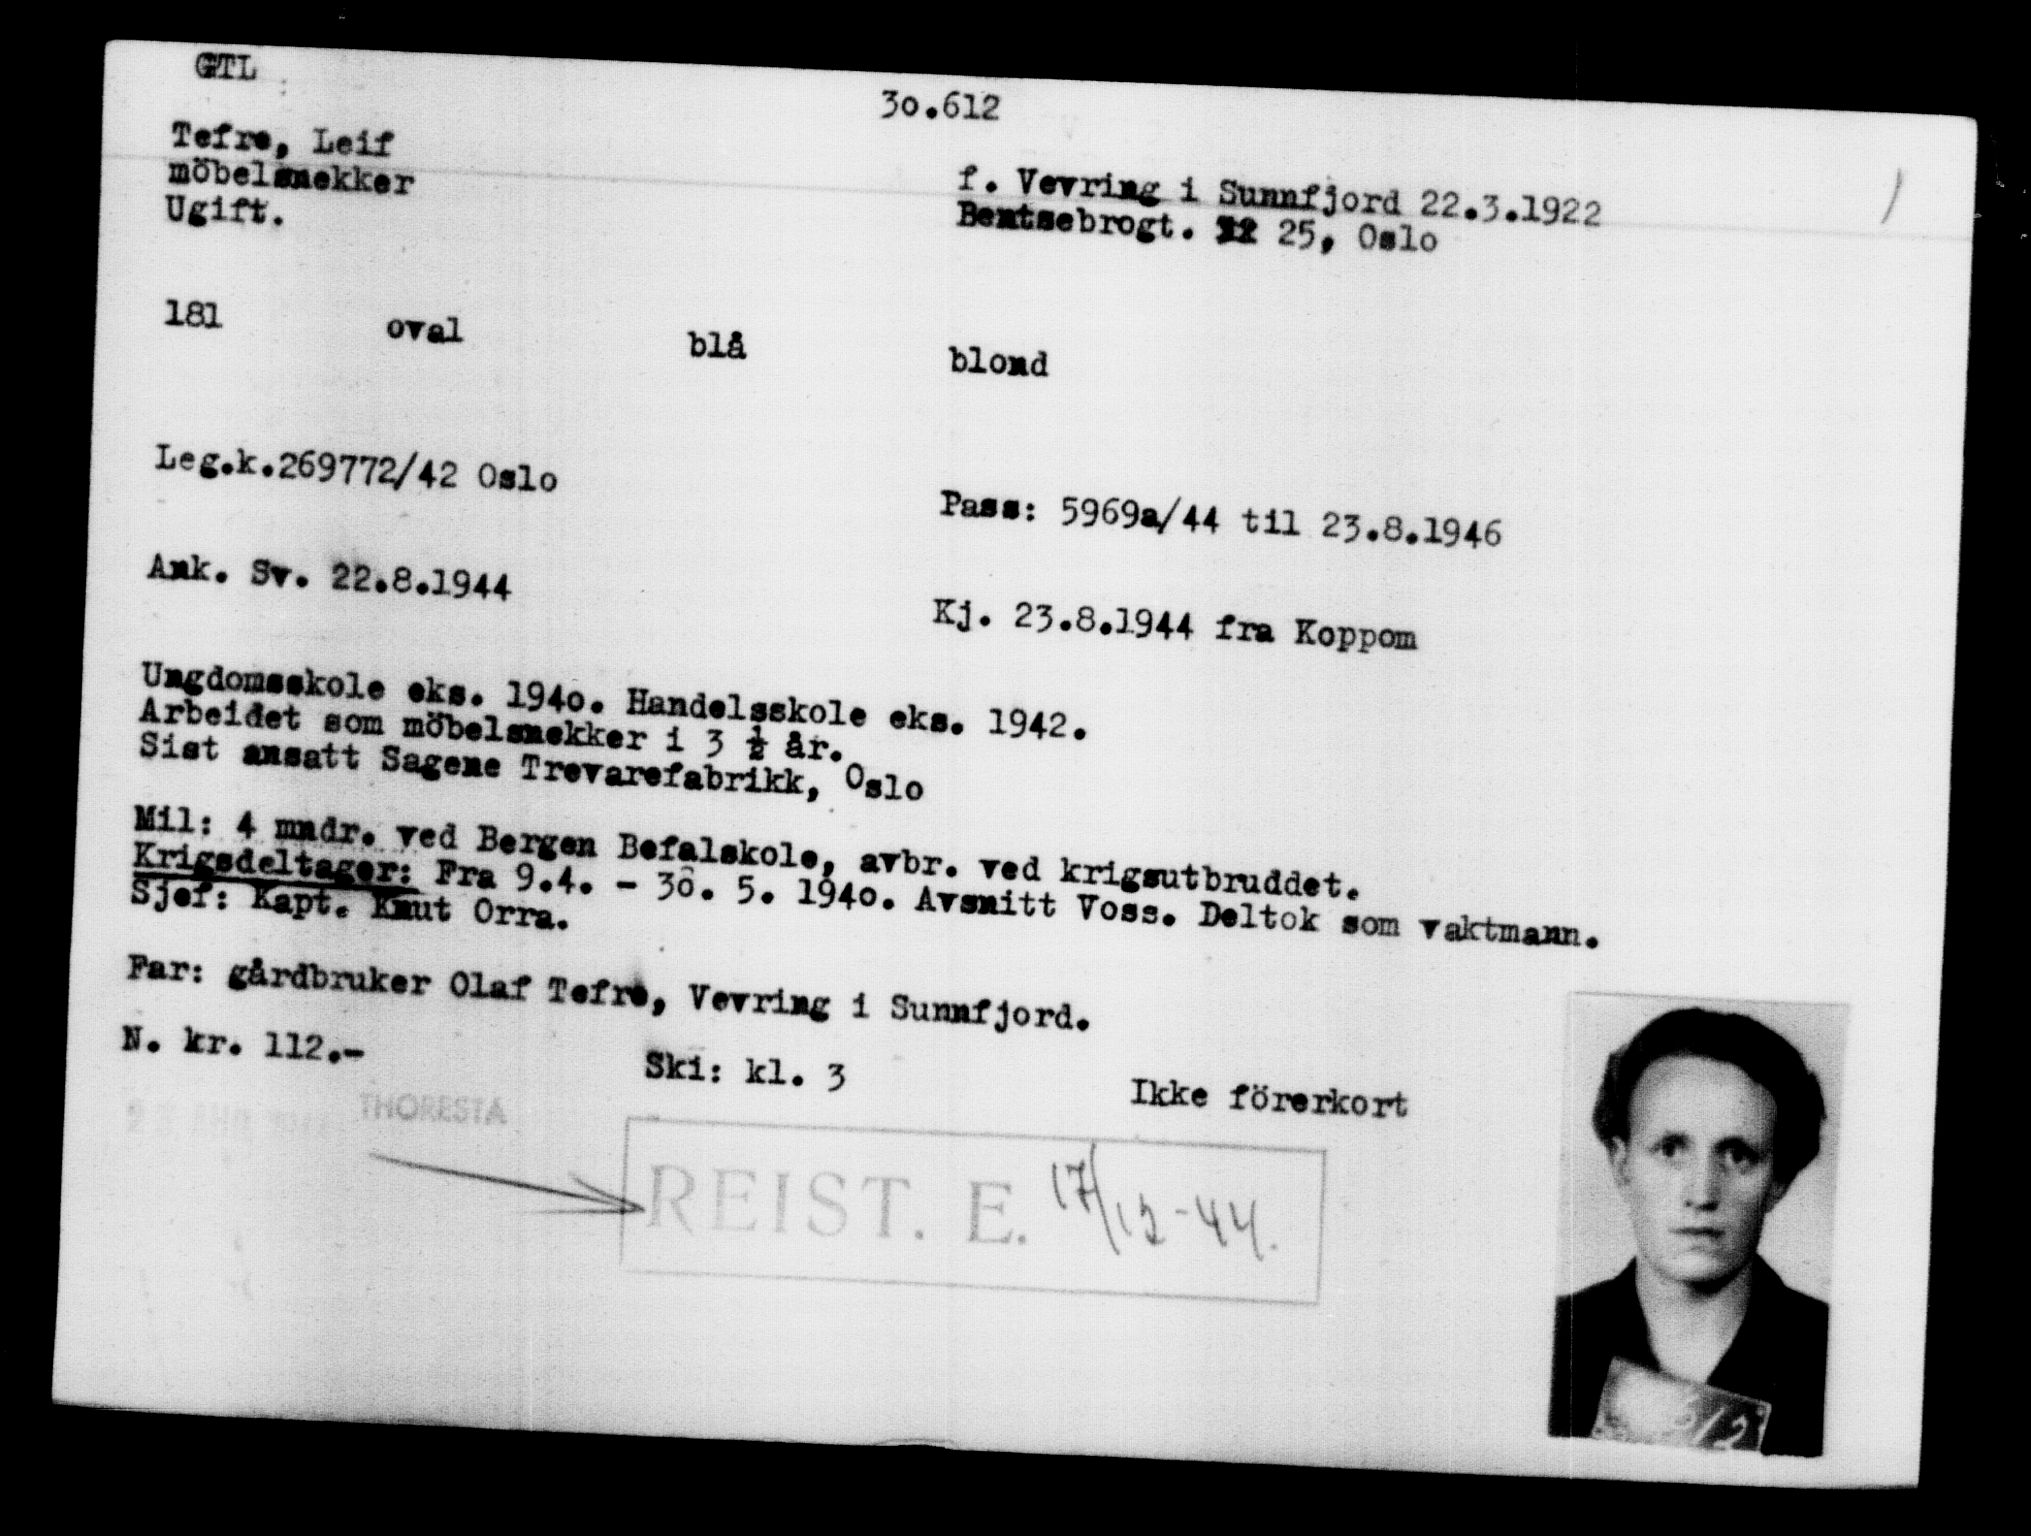 GTL
30.612
Tefre, Leif
möbelsnekker
Ugift.
f. Vevring i Sunnfjord 22.3.1922
Bentsebrogt. 25, Oslo
181 oval blå blond
Leg.k.269772/42 Oslo
Pass: 5969a/44 til 23.8.1946
Ank. Sv. 22.8.1944
Kj. 23.8.1944 fra Koppom
Ungdomsskole eks. 1940. Handelsskole eks. 1942.
Arbeidet som möbelsnekker i 3 ½ år.
Sist ansatt Sagene Trevarefabrikk, Oslo
Mil: 4 mndr. ved Bergen Befalskole, avbr. ved krigsutbruddet.
Krigsdeltager: Fra 9.4. - 30. 5. 1940. Avsnitt Voss. Deltok som vaktmann.
Sjef: Kapt. Knut Orra.
Far: gårdbruker Olaf Tefre, Vevring i Sunnfjord.
N. kr. 112.-
Ski: kl. 3
Ikke förerkort
THORESTA
REIST. E. 17/12-44.